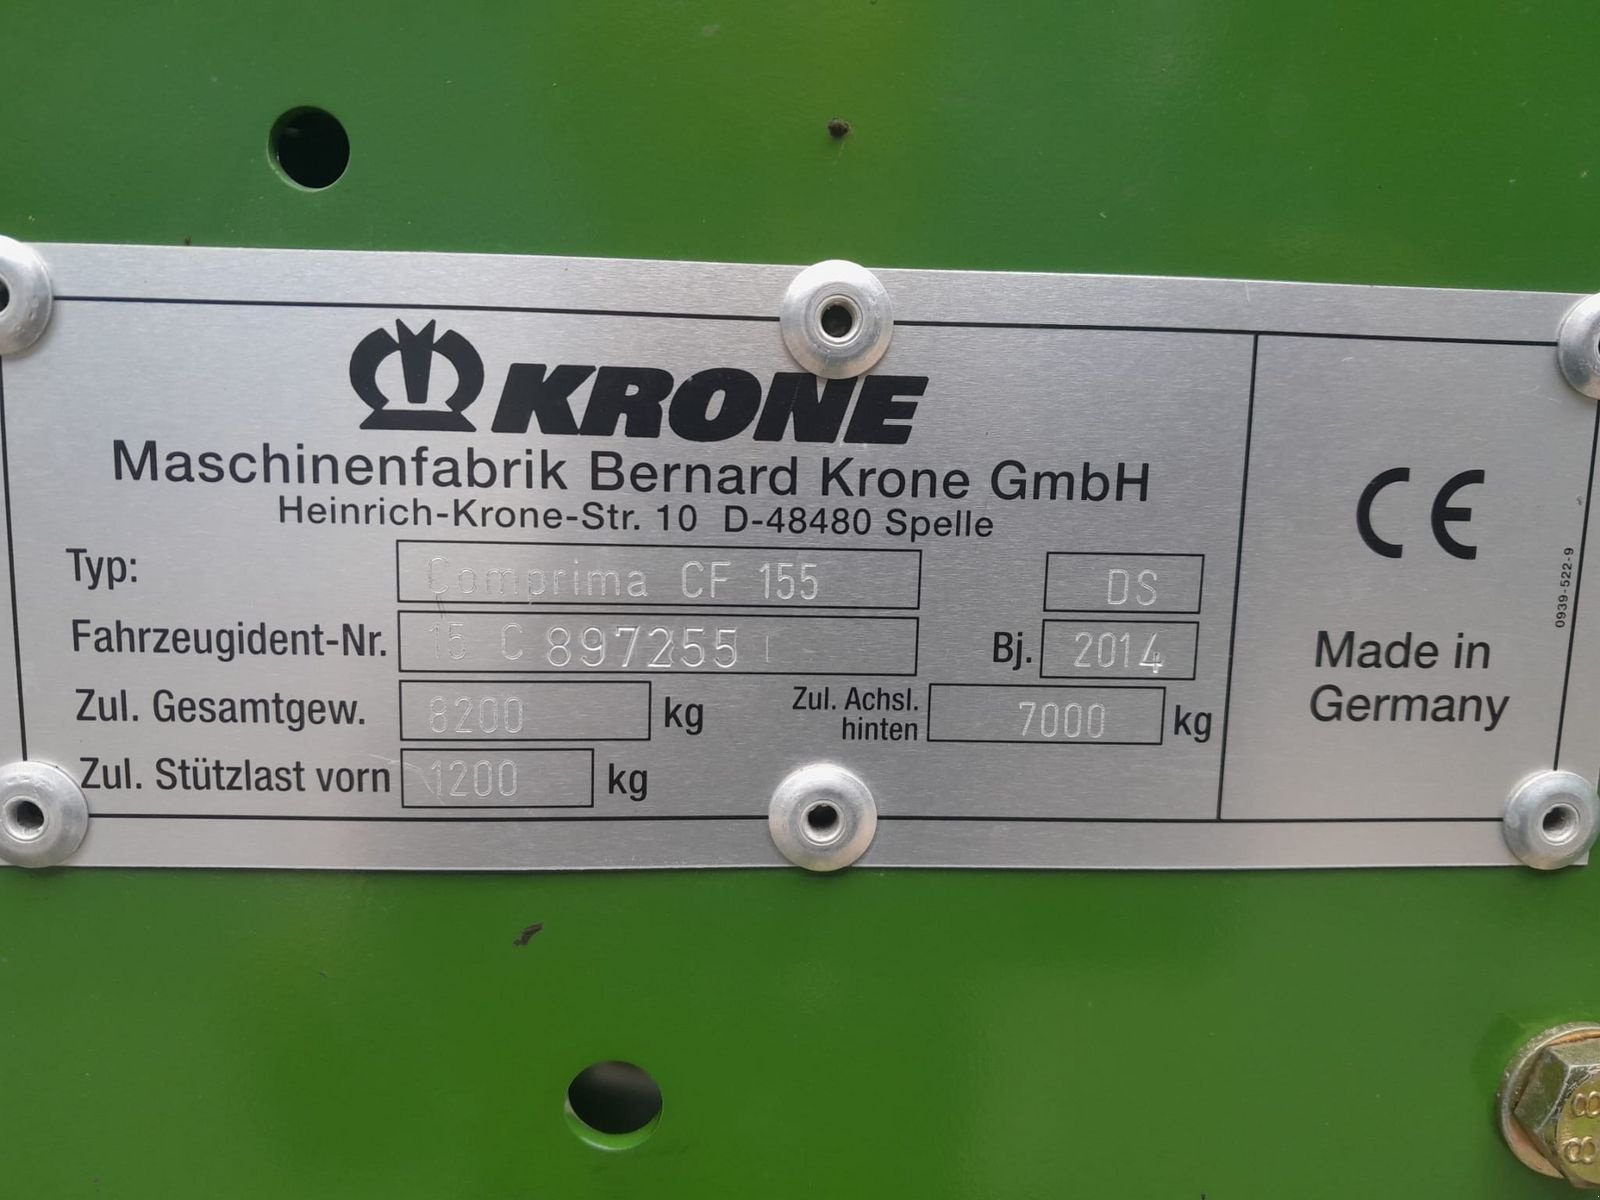 KRONE
Maschinenfabrik Bernard Krone GmbH
Heinrich-Krone-Str. 10 D-48480 Spelle
Typ: Comprima CF 155 DS
Fahrzeugident-Nr. 15 C 897255 Bj. 2014
Zul. Gesamtgew. 8200 kg Zul. Achsl. hinten 7000 kg
Zul. Stützlast vorn 1200 kg
CE
Made in
Germany
0939-522-9